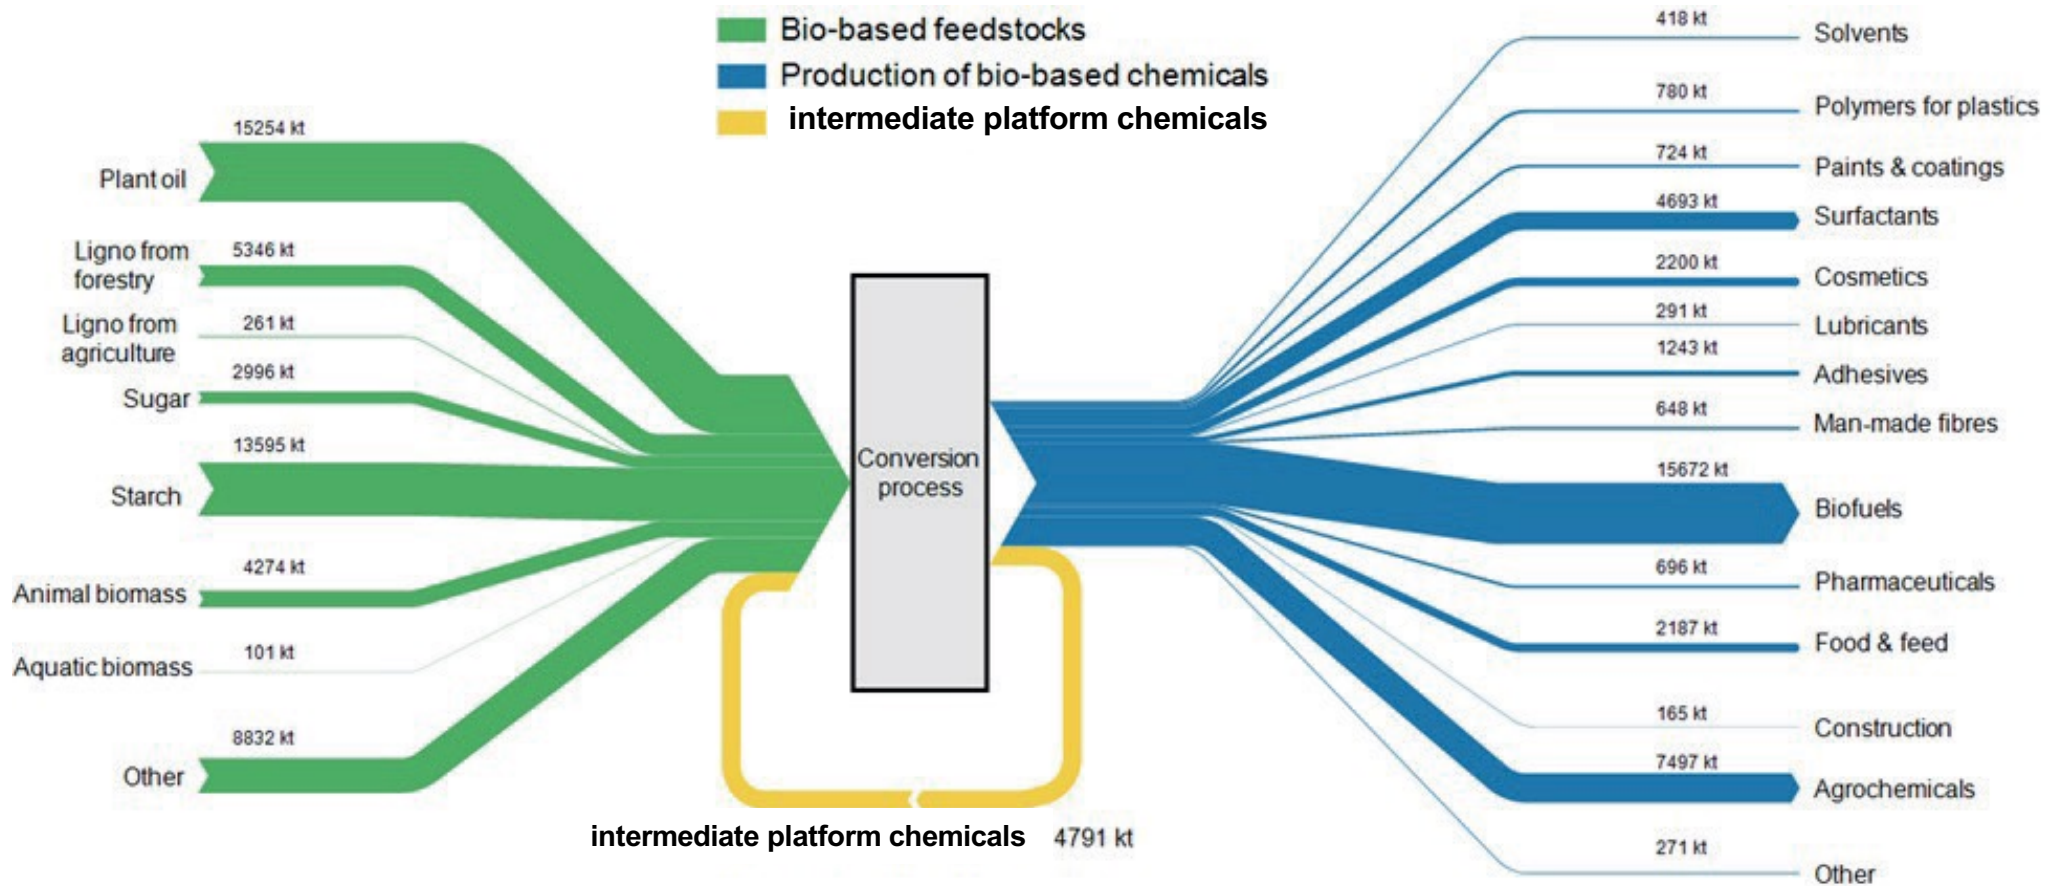 Bio-based feedstocks
Production of bio-based chemicals
intermediate platform chemicals
15254 kt
Plant oil
5346 kt
Ligno from
forestry
261 kt
Ligno from
agriculture
2996 kt
Sugar
13595 kt
Starch
4274 kt
Animal biomass
101 kt
Aquatic biomass
8832 kt
Other
Conversion
process
intermediate platform chemicals 4791 kt
418 kt
Solvents
780 kt
Polymers for plastics
724 kt
Paints & coatings
4693 kt
Surfactants
2200 kt
Cosmetics
291 kt
Lubricants
1243 kt
Adhesives
648 kt
Man-made fibres
15672 kt
Biofuels
696 kt
Pharmaceuticals
2187 kt
Food & feed
165 kt
Construction
7497 kt
Agrochemicals
271 kt
Other